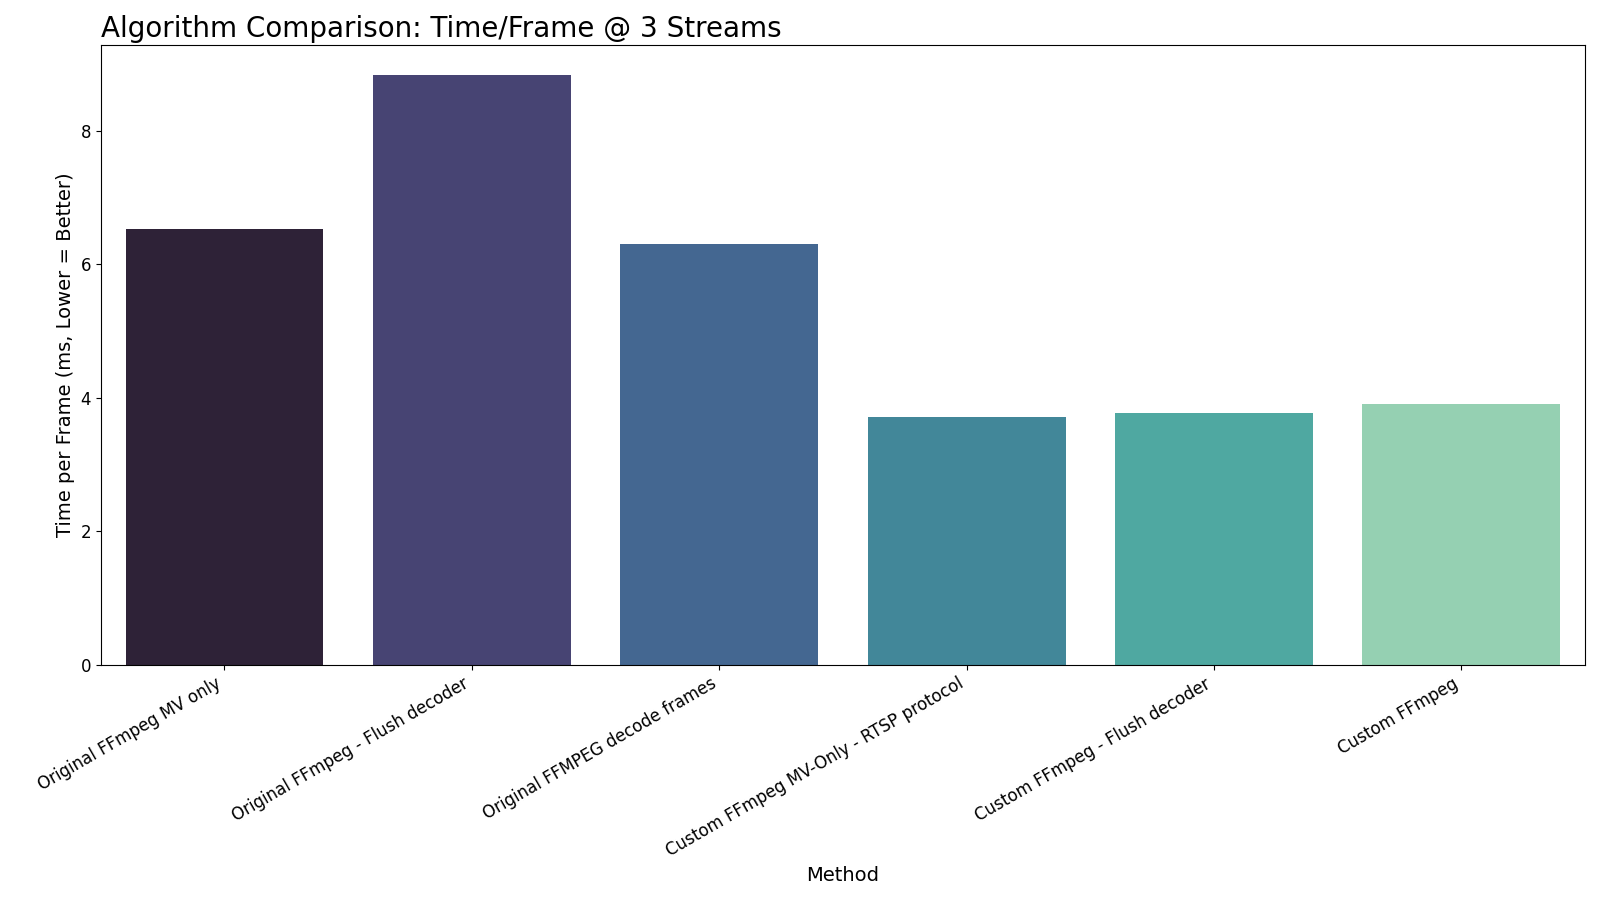 Algorithm Comparison: Time/Frame @ 3 Streams
Time per Frame (ms, Lower = Better)
8
6
4
2
0
Original FFmpeg MV only
Original FFmpeg - Flush decoder
Original FFMPEG decode frames
Custom FFmpeg MV-Only - RTSP protocol
Custom FFmpeg - Flush decoder
Custom FFmpeg
Method